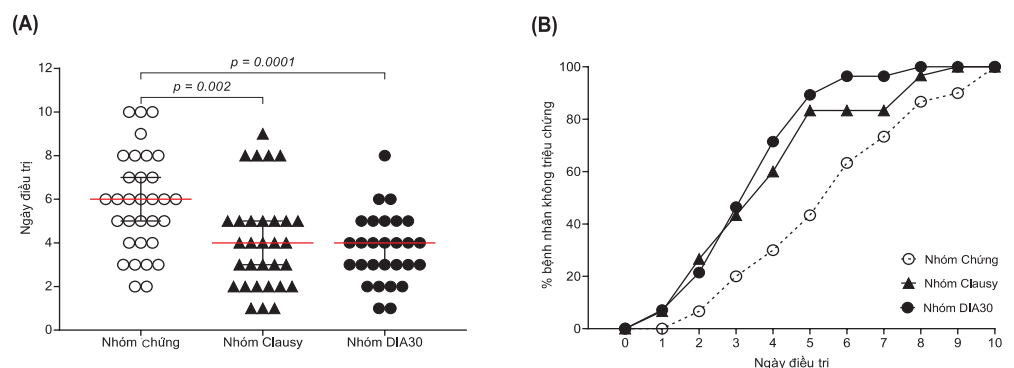 (A)
p = 0.0001
p = 0.002
12
10
8
6
4
2
0
Ngày điều trị
Nhóm chứng
Nhóm Clausy
Nhóm DIA30
(B)
100
80
60
40
20
0
% bệnh nhân không triệu chứng
Nhóm Chứng
Nhóm Clausy
Nhóm DIA30
0 1 2 3 4 5 6 7 8 9 10
Ngày điều trị